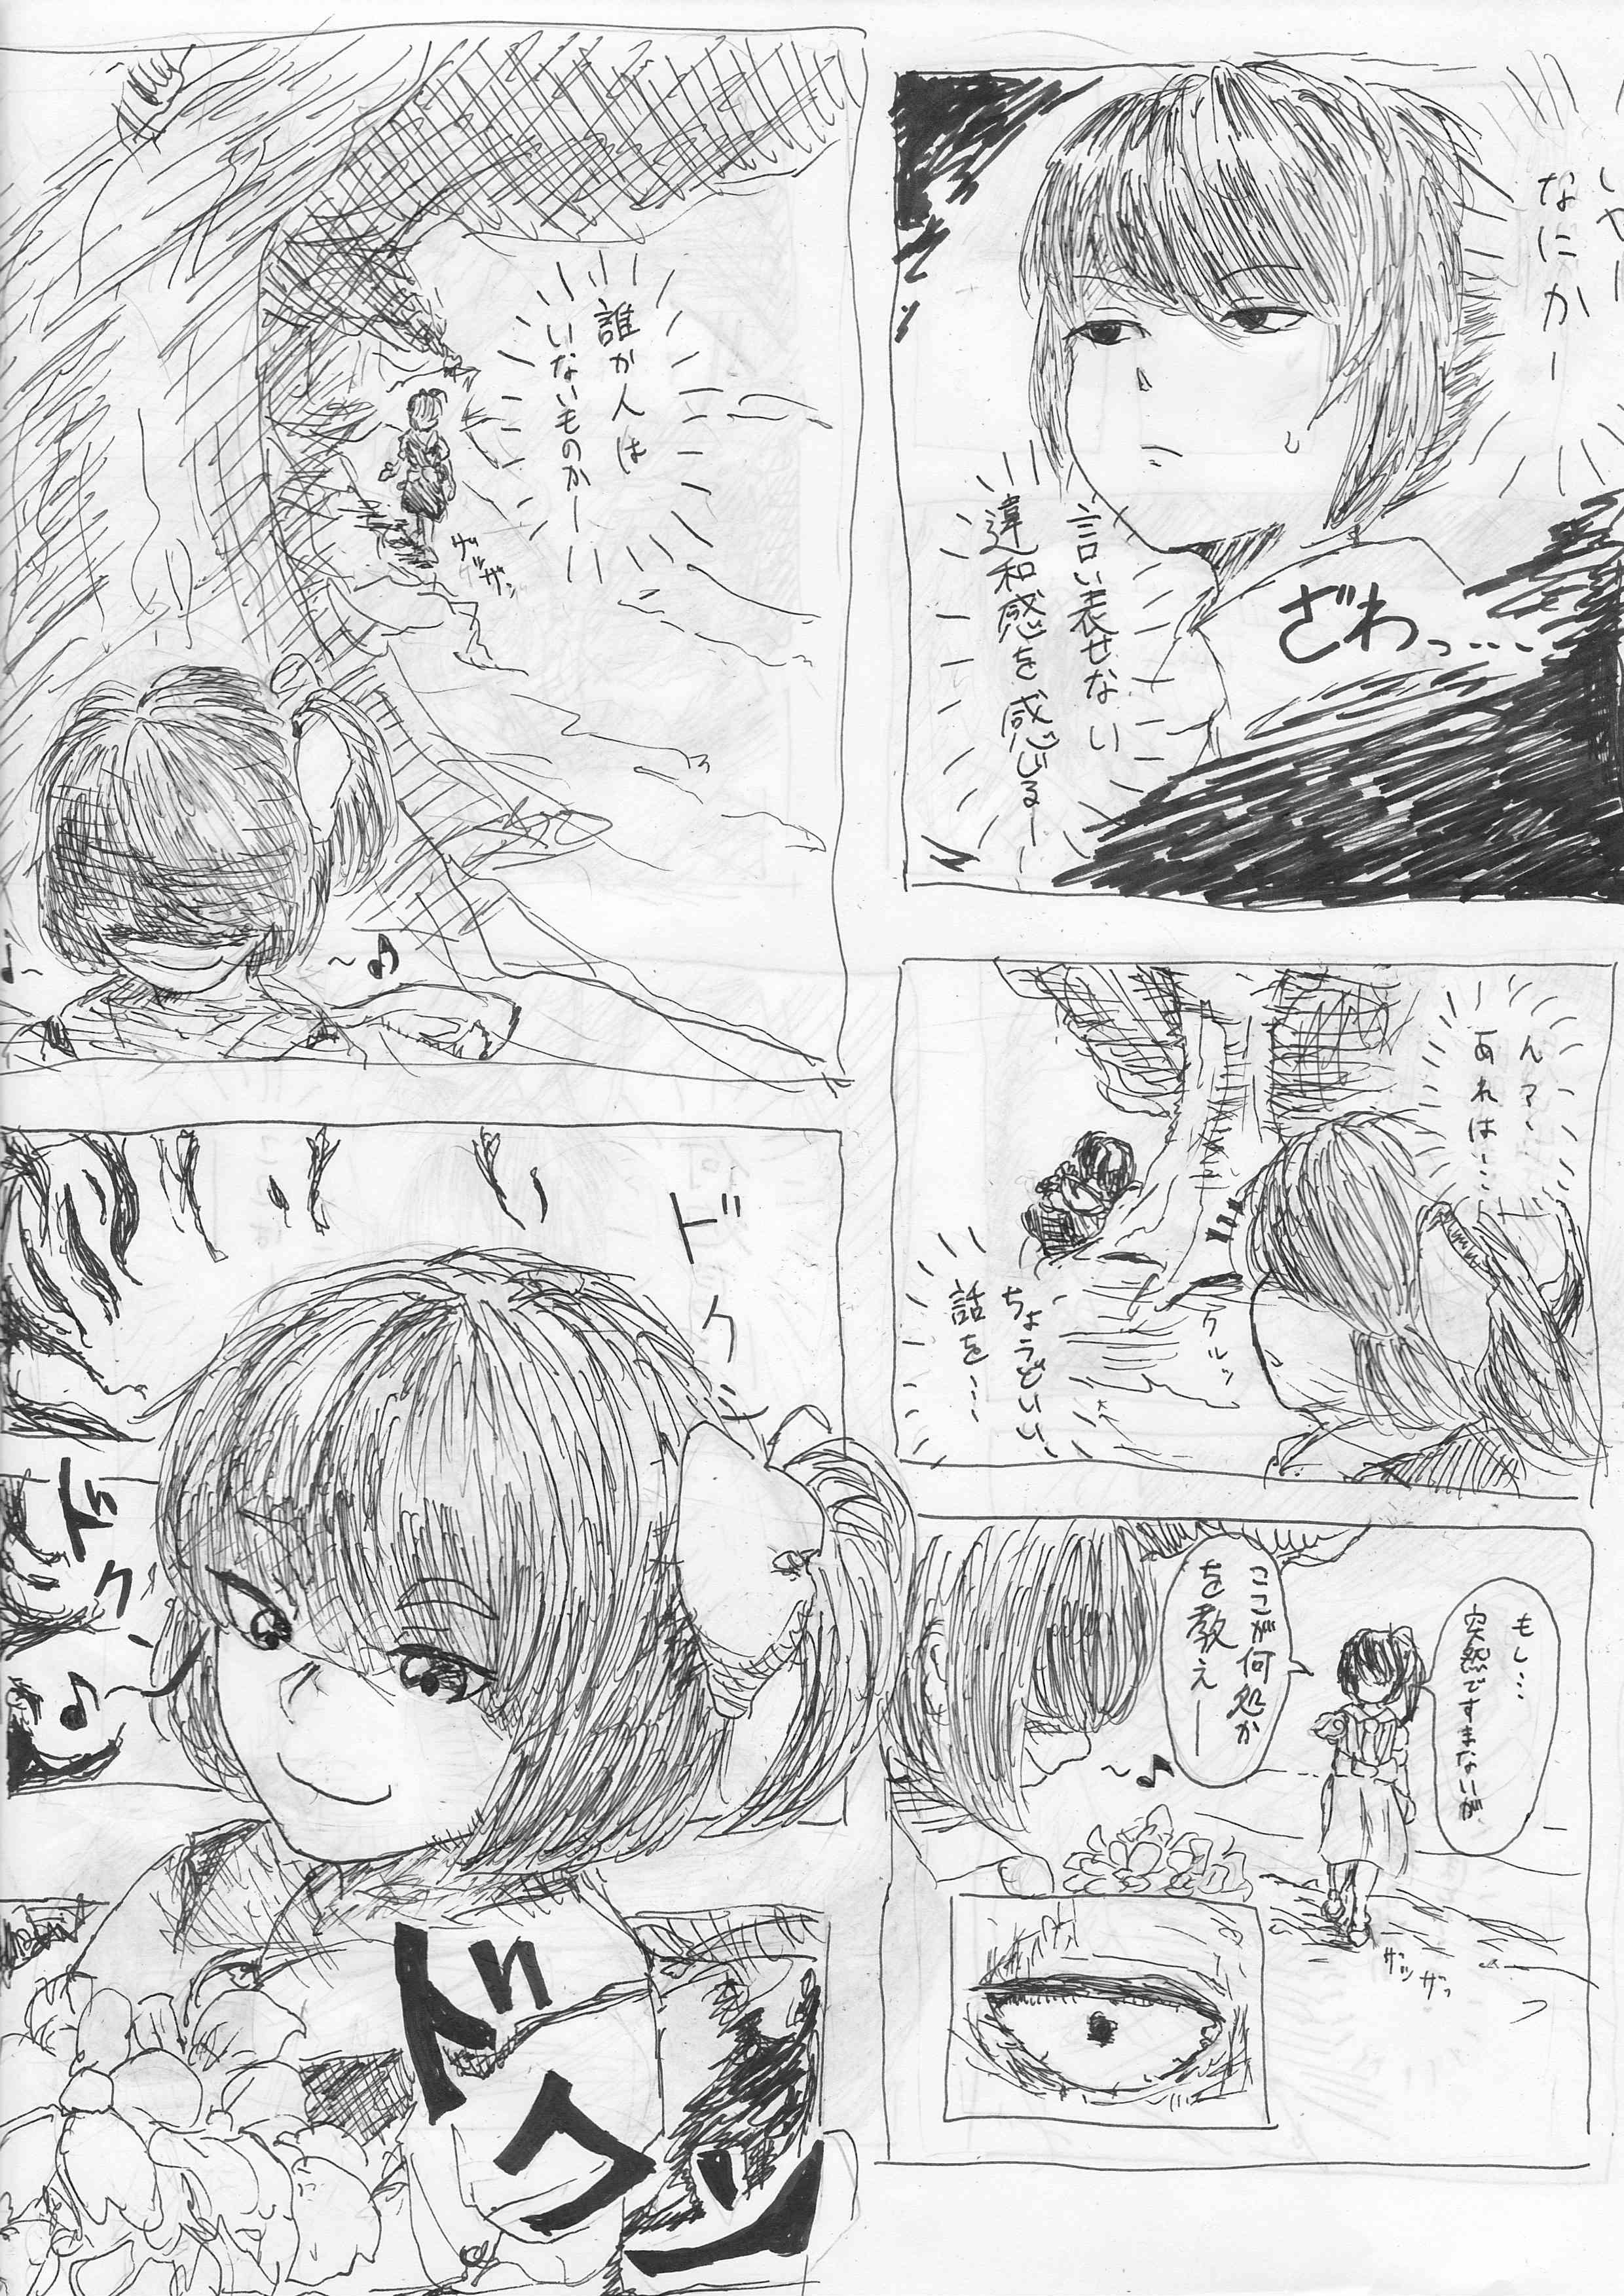 いやー
なにかー
言い表せない
違和感を感じるーー
ざわっ…
ん?
あれは…
クルッ
ちょうどいい、
話を…
もし…
突然ですまないが
ここが何処か
を教えー
ザッザッ
誰か人は
いないものかー
ザッザッ
ドクン
ドクン
ドクン